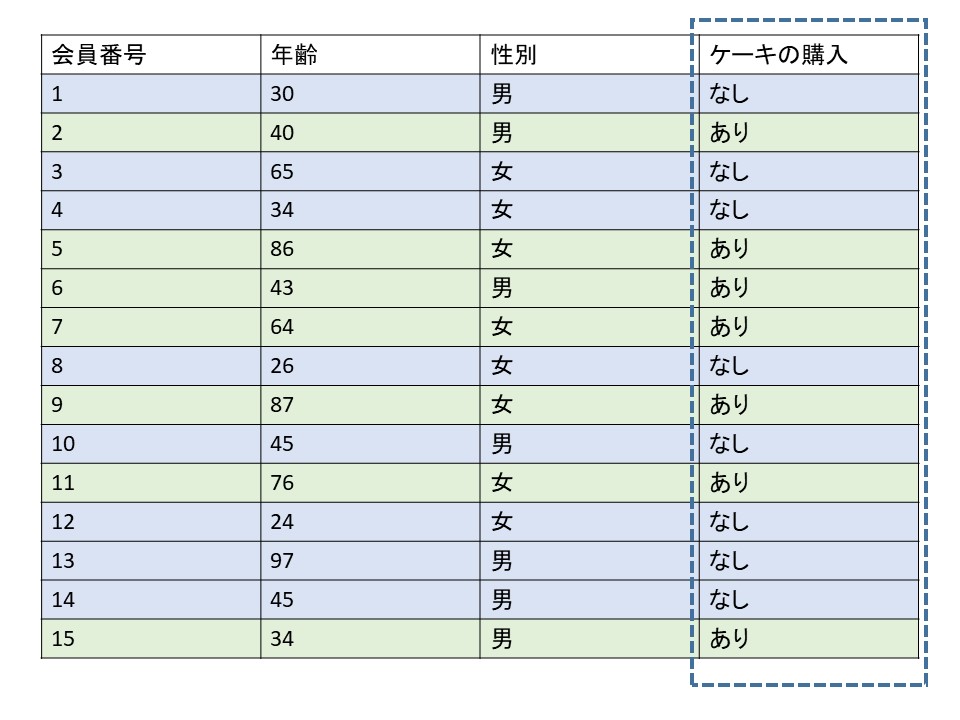 会員番号 年齢 性別 ケーキの購入
1 30 男 なし
2 40 男 あり
3 65 女 なし
4 34 女 なし
5 86 女 あり
6 43 男 あり
7 64 女 あり
8 26 女 なし
9 87 女 あり
10 45 男 なし
11 76 女 あり
12 24 女 なし
13 97 男 なし
14 45 男 なし
15 34 男 あり